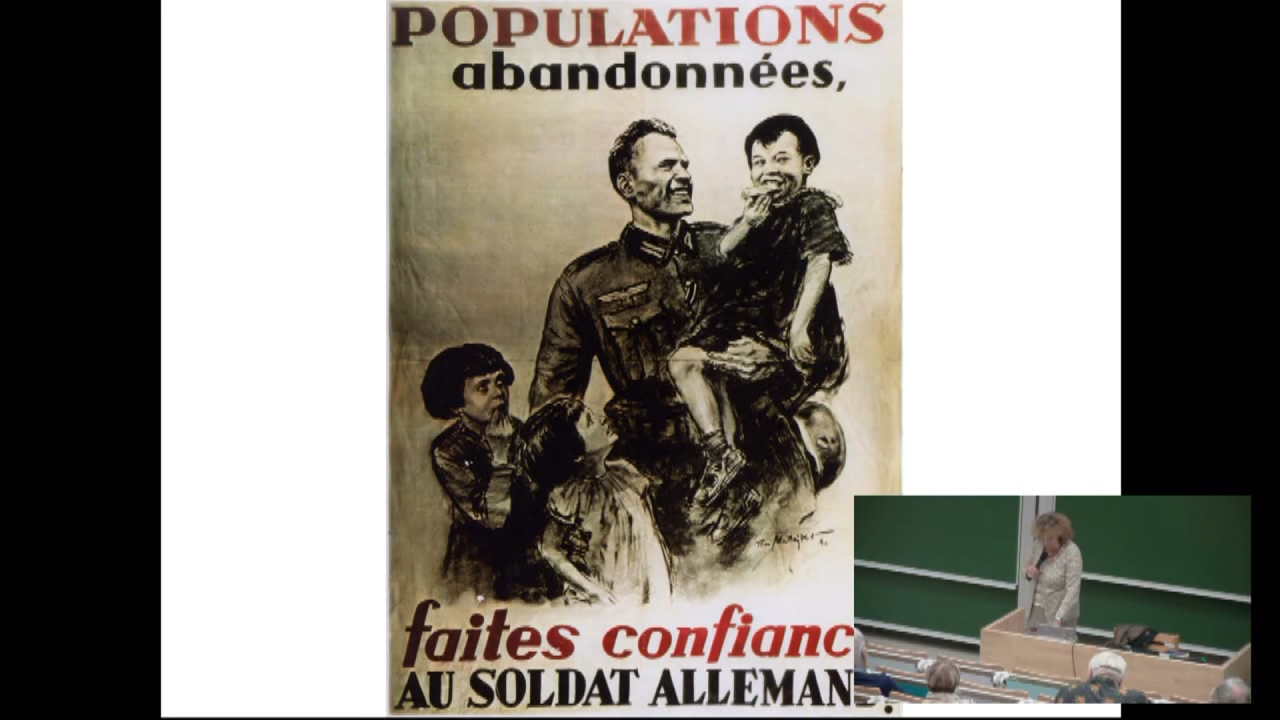 POPULATIONS
abandonnées,
faites confianc
AU SOLDAT ALLEMAN